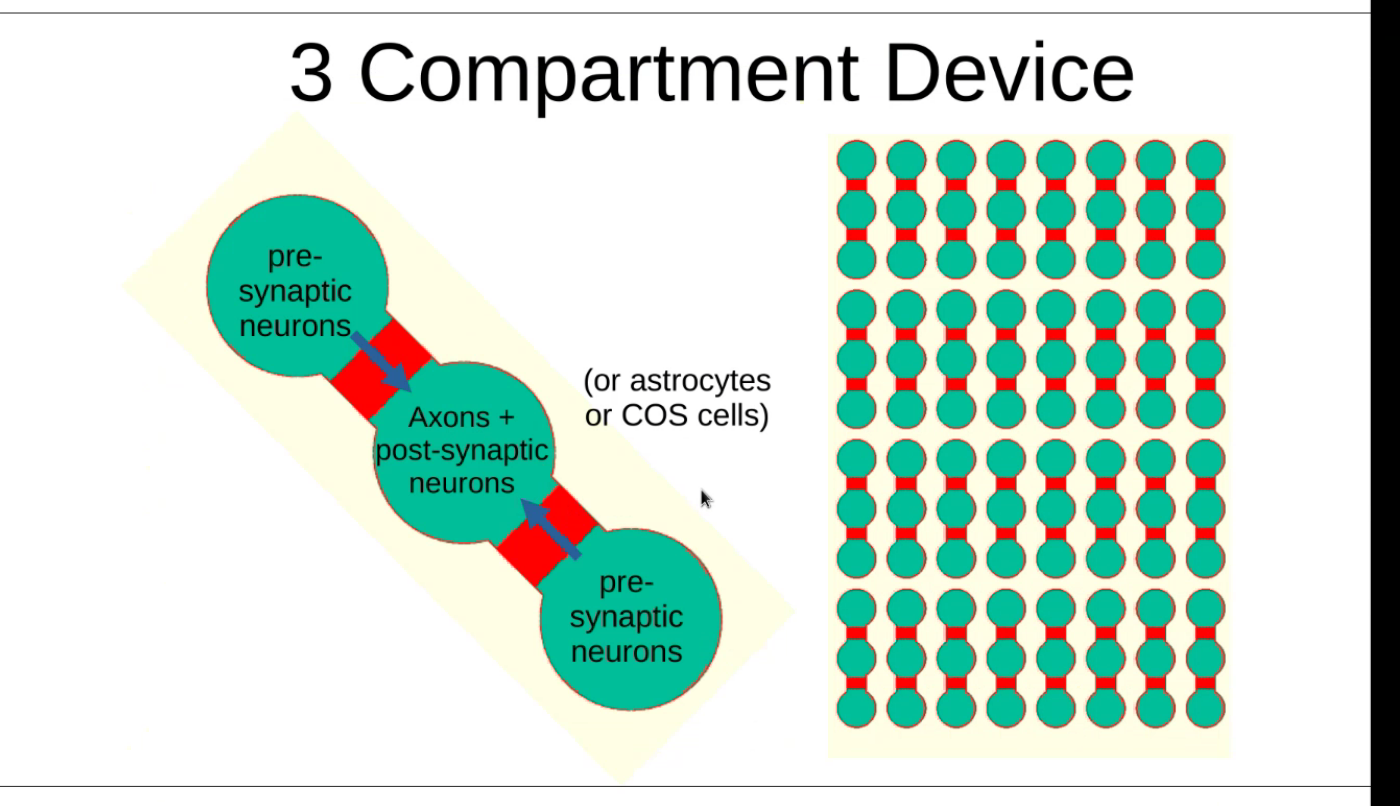 3 Compartment Device
pre-
synaptic
neurons
Axons +
post-synaptic
neurons
(or astrocytes
or COS cells)
pre-
synaptic
neurons